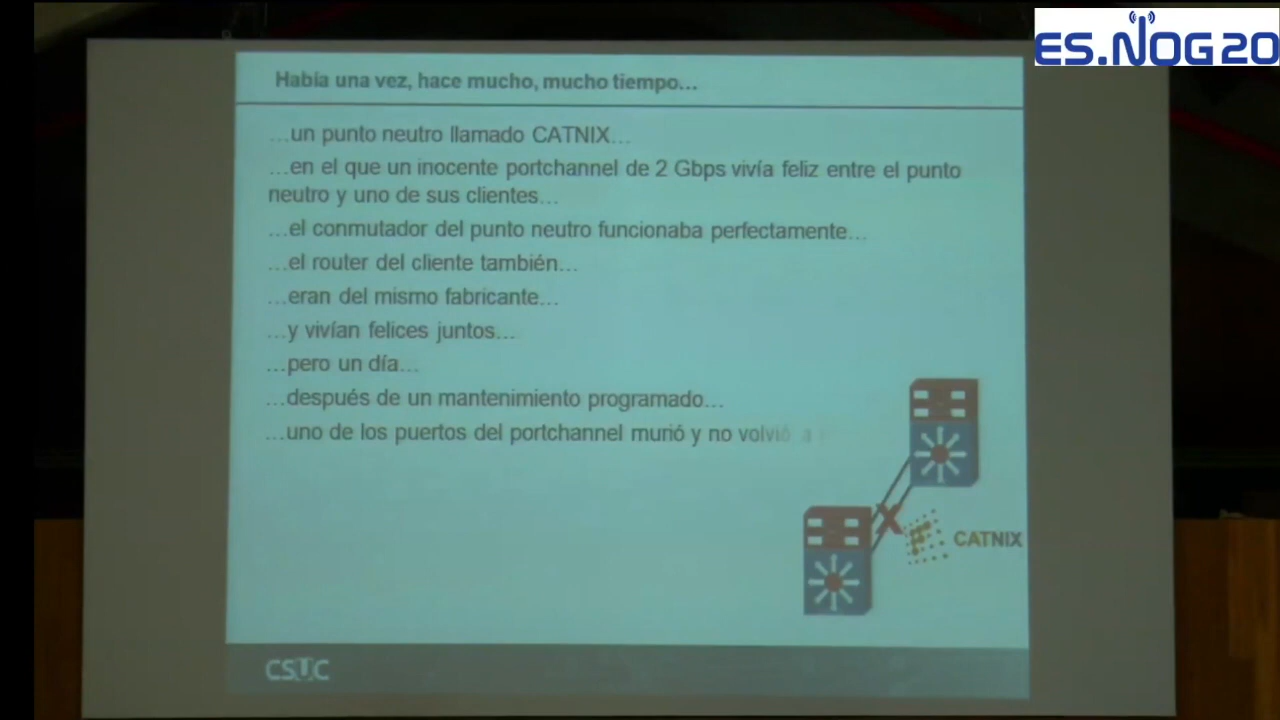 ES.NOG20
Había una vez, hace mucho, mucho tiempo...
...un punto neutro llamado CATNIX...
...en el que un inocente portchannel de 2 Gbps vivía feliz entre el punto
neutro y uno de sus clientes...
...el conmutador del punto neutro funcionaba perfectamente...
...el router del cliente también...
...eran del mismo fabricante...
...y vivían felices juntos...
...pero un día...
...después de un mantenimiento programado...
...uno de los puertos del portchannel murió y no volvió a
CATNIX
CSUC